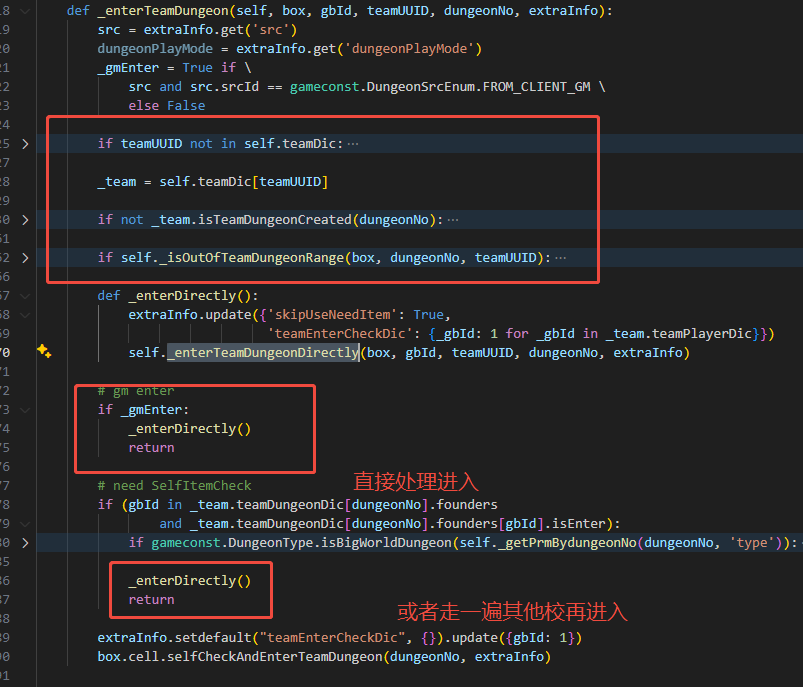 def _enterTeamDungeon(self, box, gbId, teamUUID, dungeonNo, extraInfo):
src = extraInfo.get('src')
dungeonPlayMode = extraInfo.get('dungeonPlayMode')
_gmEnter = True if \
src and src.srcId == gameconst.DungeonSrcEnum.FROM_CLIENT_GM \
else False
if teamUUID not in self.teamDic:…
_team = self.teamDic[teamUUID]
if not _team.isTeamDungeonCreated(dungeonNo):…
if self._isOutOfTeamDungeonRange(box, dungeonNo, teamUUID):…
def _enterDirectly():
extraInfo.update({'skipUseNeedItem': True,
'teamEnterCheckDic': {_gbId: 1 for _gbId in _team.teamPlayerDic}})
self._enterTeamDungeonDirectly(box, gbId, teamUUID, dungeonNo, extraInfo)
# gm enter
if _gmEnter:
_enterDirectly()
return
直接处理进入
# need SelfItemCheck
if (gbId in _team.teamDungeonDic[dungeonNo].founders
and _team.teamDungeonDic[dungeonNo].founders[gbId].isEnter):
if gameconst.DungeonType.isBigWorldDungeon(self._getPrmBydungeonNo(dungeonNo, 'type')):
_enterDirectly()
return
或者走一遍其他校再进入
extraInfo.setdefault("teamEnterCheckDic", {}).update({gbId: 1})
box.cell.selfCheckAndEnterTeamDungeon(dungeonNo, extraInfo)